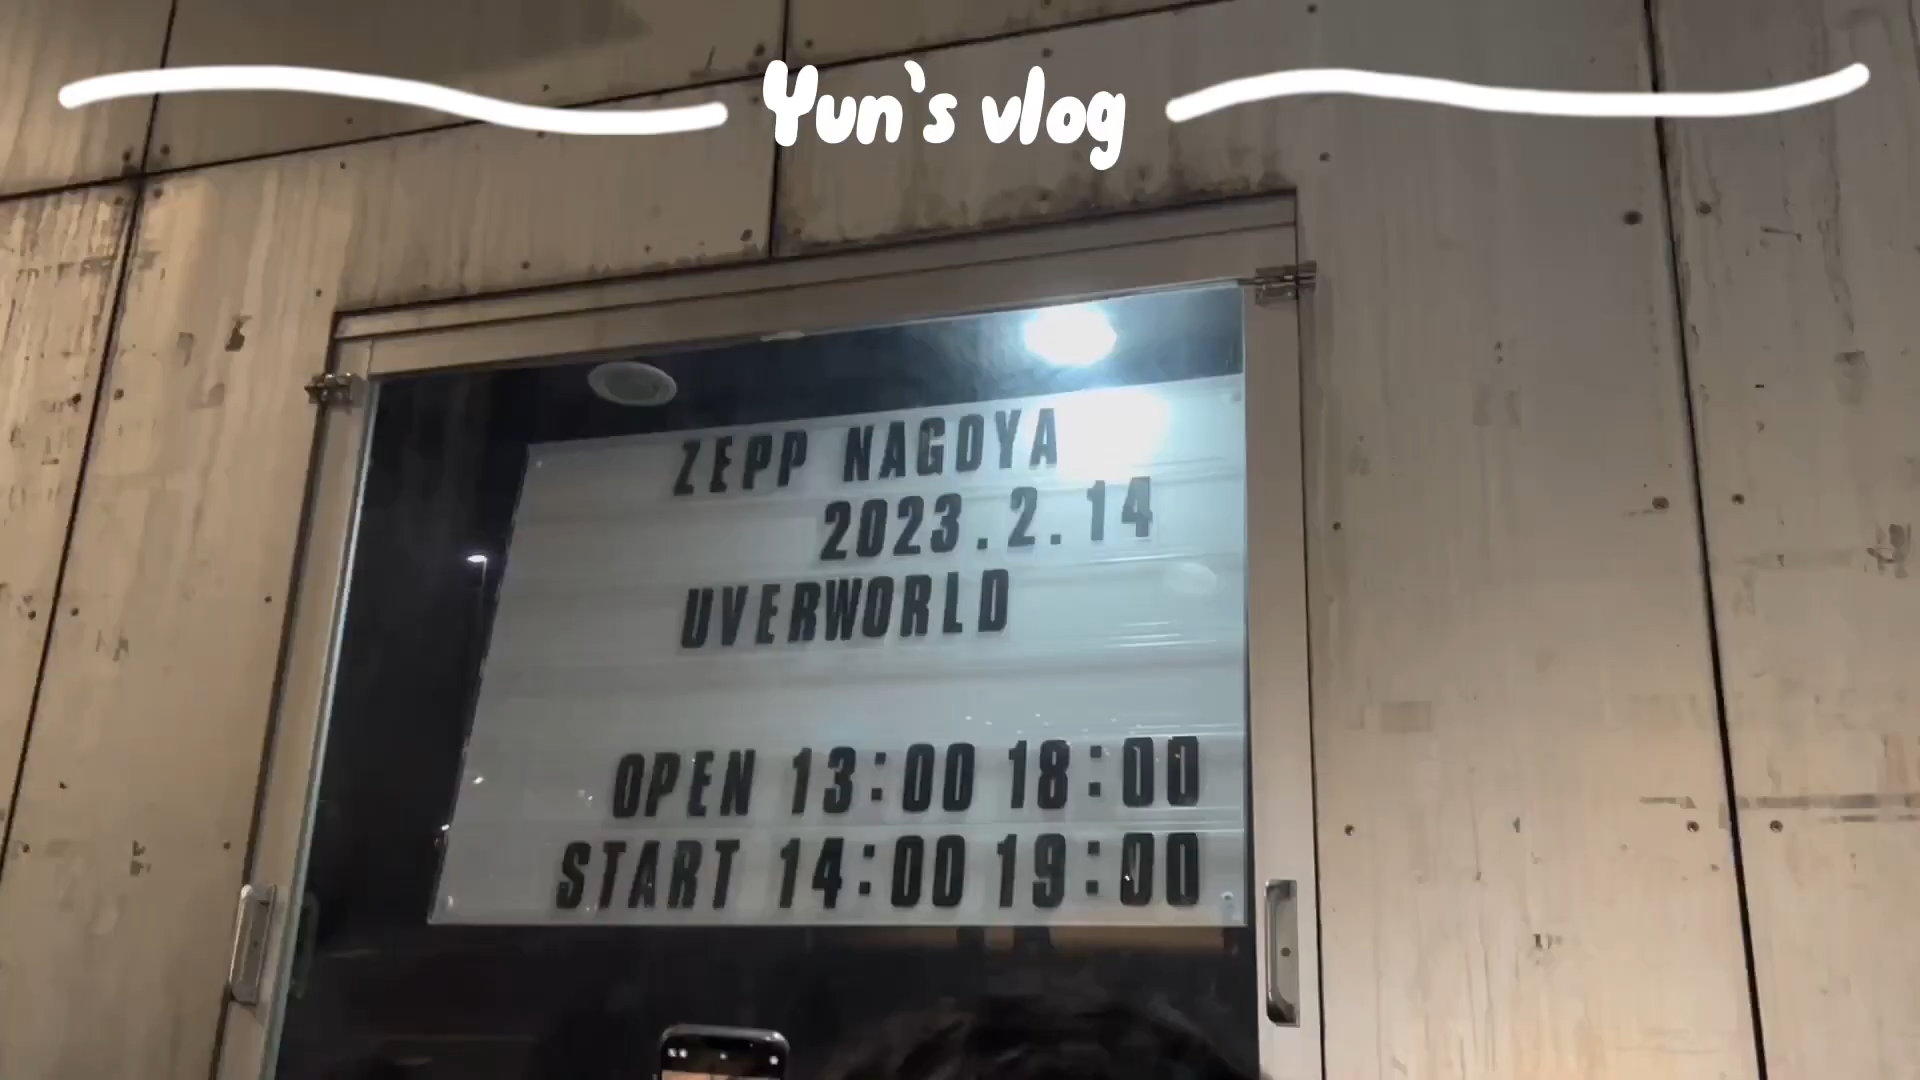 Yun's vlog
ZEPP NAGOYA
2023.2.14
UVERWORLD
OPEN 13:00 18:00
START 14:00 19:00